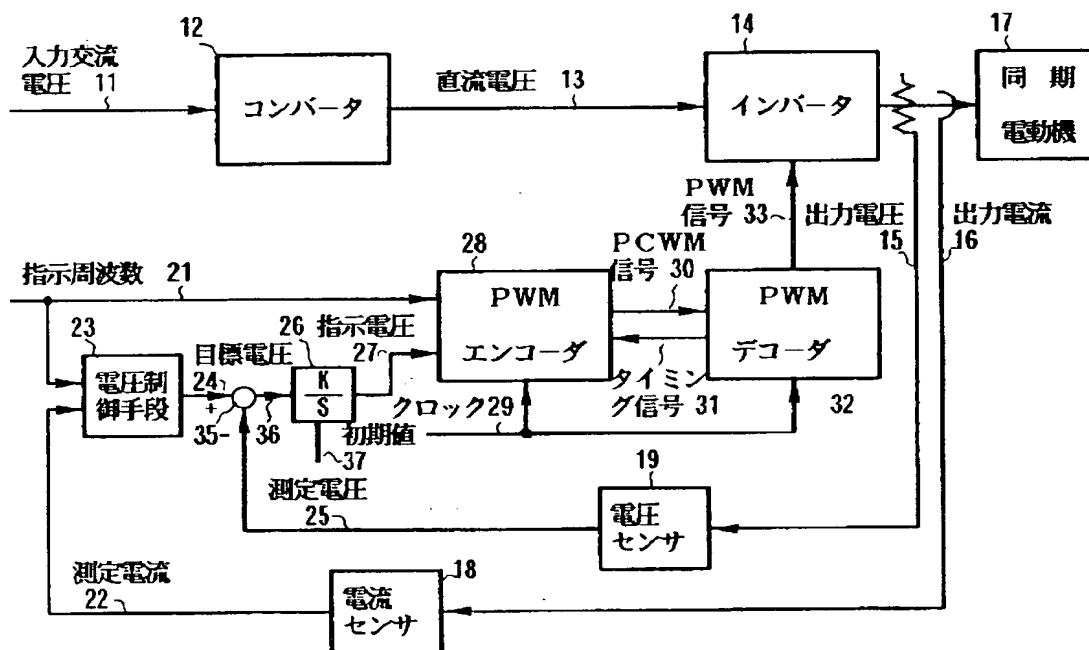 12
14
17
入力交流
電圧 11
コンバータ
直流電圧 13
インバータ
同 期
電動機
PWM
信号 33
出力電圧
15
出力電流
16
指示周波数 21
28
PCWM
信号 30
PWM
エンコーダ
PWM
デコーダ
23
電圧制
御手段
目標電圧
24
+
35
-
36
26
K
S
指示電圧
27
タイミン
グ信号 31
32
クロック29
初期値
37
測定電圧
25
19
電圧
センサ
測定電流
22
18
電流
センサ